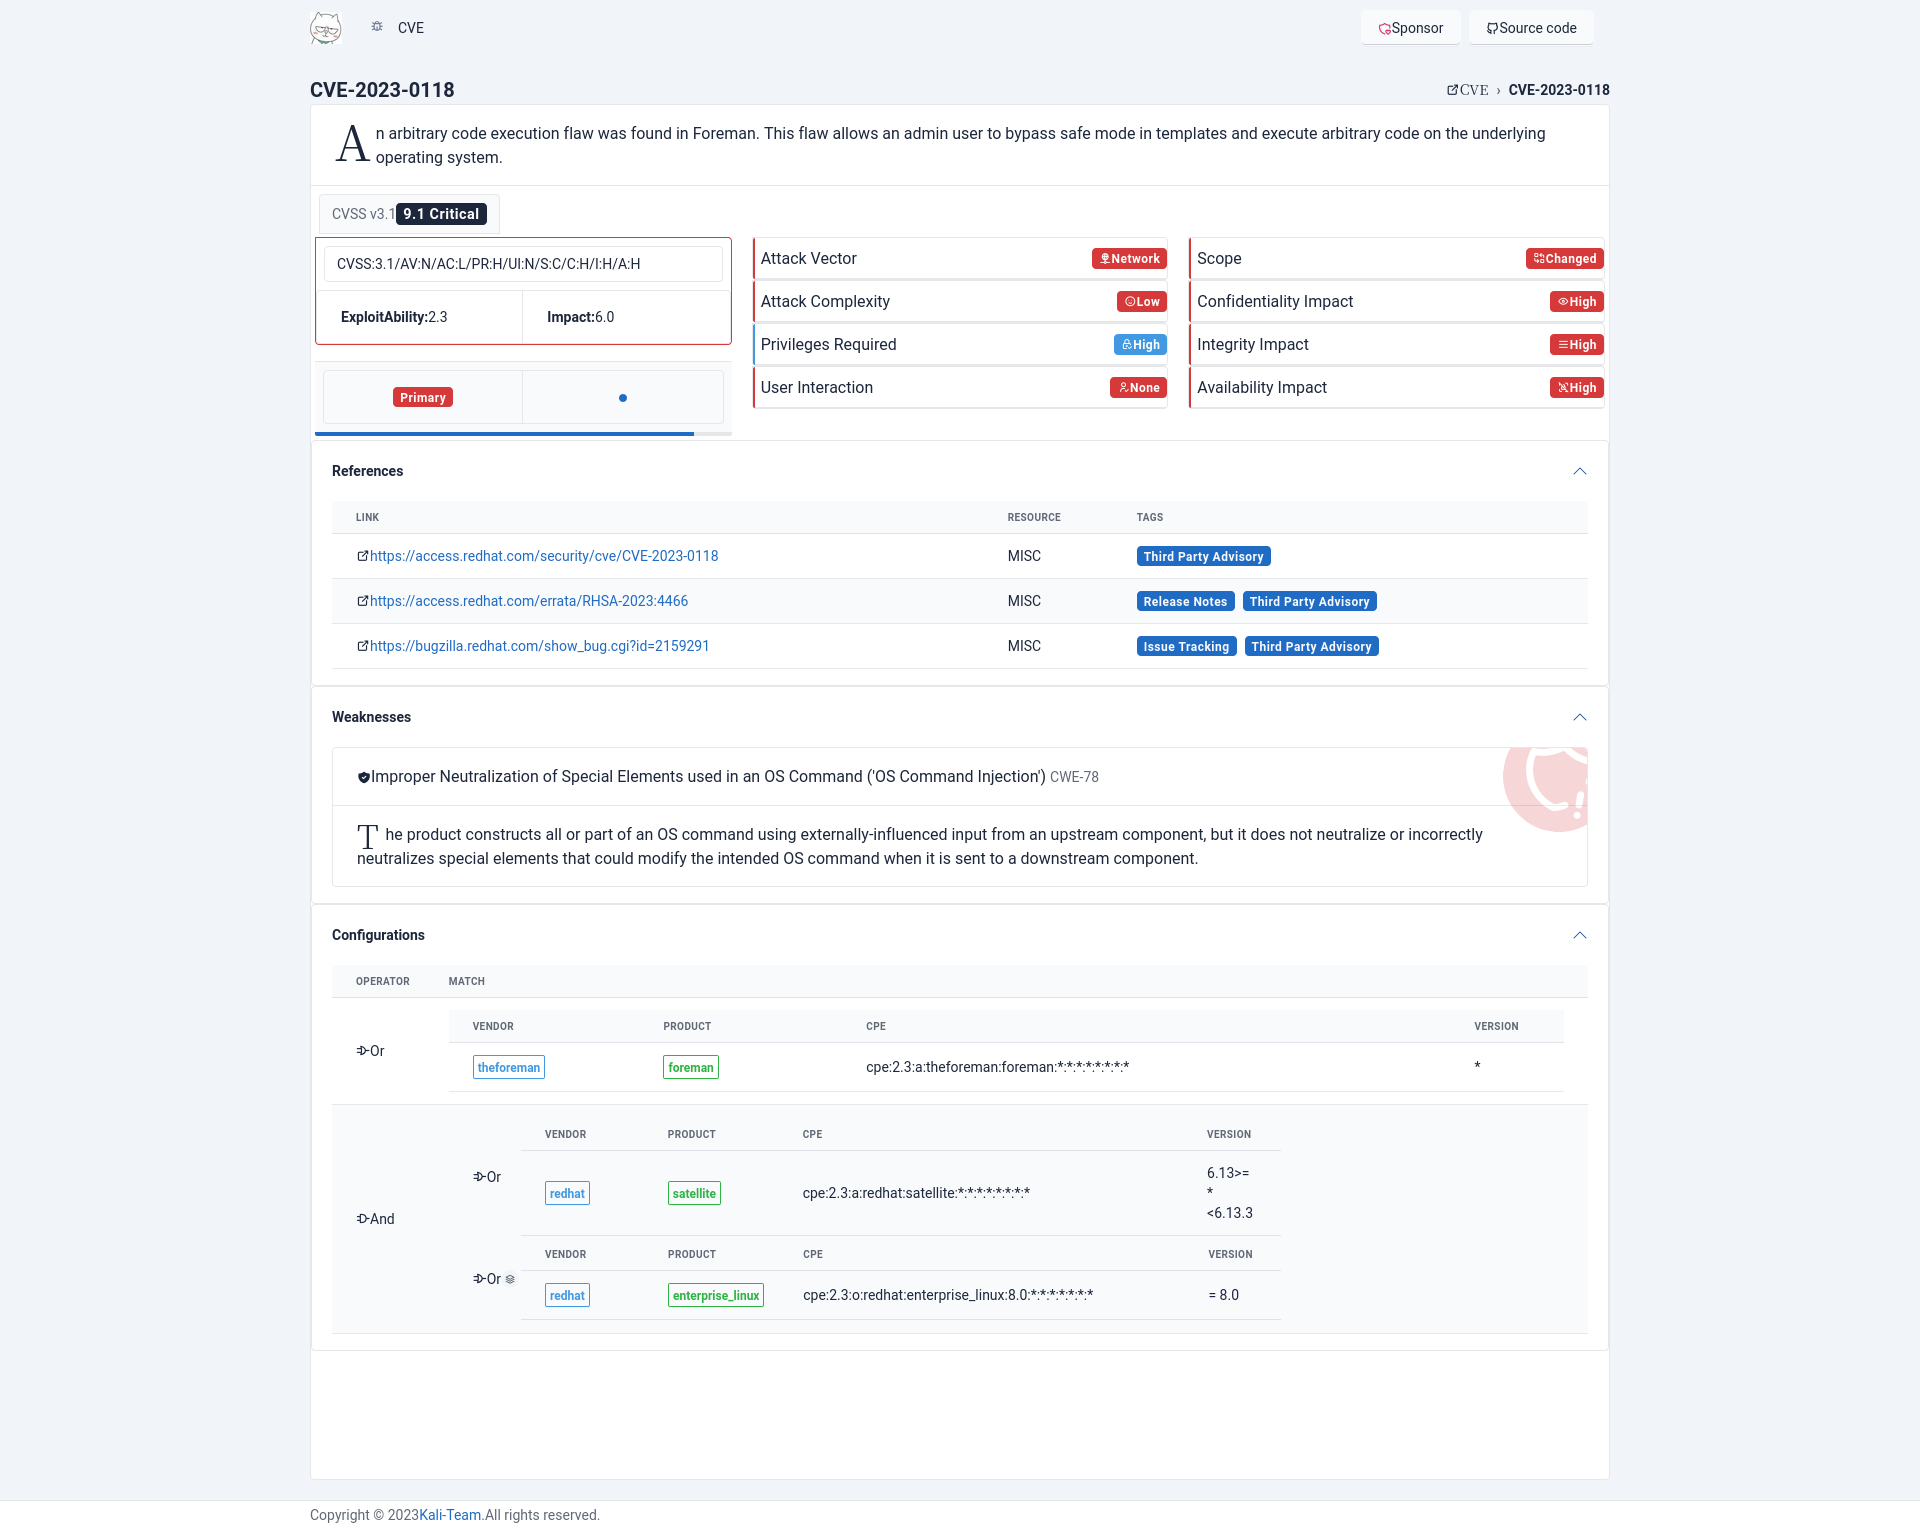 CVE
Sponsor
Source code
CVE-2023-0118
CVE › CVE-2023-0118
An arbitrary code execution flaw was found in Foreman. This flaw allows an admin user to bypass safe mode in templates and execute arbitrary code on the underlying
operating system.
CVSS v3.1 9.1 Critical
CVSS:3.1/AV:N/AC:L/PR:H/UI:N/S:C/C:H/I:H/A:H
ExploitAbility:2.3 Impact:6.0
Primary
Attack Vector Network
Attack Complexity Low
Privileges Required High
User Interaction None
Scope Changed
Confidentiality Impact High
Integrity Impact High
Availability Impact High
References
LINK RESOURCE TAGS
https://access.redhat.com/security/cve/CVE-2023-0118 MISC Third Party Advisory
https://access.redhat.com/errata/RHSA-2023:4466 MISC Release Notes Third Party Advisory
https://bugzilla.redhat.com/show_bug.cgi?id=2159291 MISC Issue Tracking Third Party Advisory
Weaknesses
Improper Neutralization of Special Elements used in an OS Command ('OS Command Injection') CWE-78
The product constructs all or part of an OS command using externally-influenced input from an upstream component, but it does not neutralize or incorrectly
neutralizes special elements that could modify the intended OS command when it is sent to a downstream component.
Configurations
OPERATOR MATCH
VENDOR PRODUCT CPE VERSION
Or
theforeman foreman cpe:2.3:a:theforeman:foreman:*:*:*:*:*:*:*:* *
And
VENDOR PRODUCT CPE VERSION
Or
redhat satellite cpe:2.3:a:redhat:satellite:*:*:*:*:*:*:*:* 6.13>=
*
<6.13.3
VENDOR PRODUCT CPE VERSION
Or
redhat enterprise_linux cpe:2.3:o:redhat:enterprise_linux:8.0:*:*:*:*:*:*:* = 8.0
Copyright © 2023Kali-Team.All rights reserved.